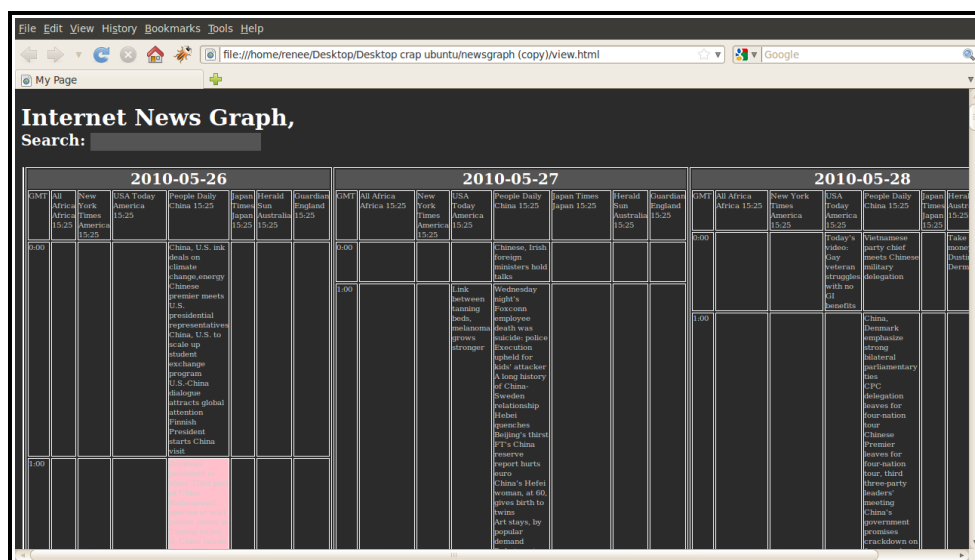 File Edit View History Bookmarks Tools Help
file:///home/renee/Desktop/Desktop crap ubuntu/newsgraph (copy)/view.html
Google
My Page
Internet News Graph,
Search:
2010-05-26
GMT
All
Africa
Africa
15:25
New
York
Times
America
15:25
USA Today
America
15:25
People Daily
China 15:25
Japan
Times
Japan
15:25
Herald
Sun
Australia
15:25
Guardian
England
15:25
0:00
China, U.S. ink
deals on
climate
change,energy
Chinese
premier meets
U.S.
presidential
representatives
China, U.S. to
scale up
student
exchange
program
U.S.-China
dialogue
attracts global
attention
Finnish
President
starts China
visit
1:00
2010-05-27
GMT
All Africa
Africa 15:25
New
York
Times
America
15:25
USA
Today
America
15:25
People Daily
China 15:25
Japan Times
Japan 15:25
Herald
Sun
Australia
15:25
Guardian
England
15:25
0:00
Chinese, Irish
foreign
ministers hold
talks
1:00
Link
between
tanning
beds,
melanoma
grows
stronger
Wednesday
night's
Foxconn
employee
death was
suicide: police
Execution
upheld for
kids' attacker
A long history
of China-
Sweden
relationship
Hebei
quenches
Beijing's thirst
FT's China
reserve
report hurts
euro
China's Hefei
woman, at 60,
gives birth to
twins
Art stays, by
popular
demand
2010-05-28
GMT
All Africa
Africa 15:25
New York
Times
America
15:25
USA
Today
America
15:25
People Daily
China 15:25
Japan
Times
Japan
15:25
Hera
Austr
15:25
0:00
Today's
video:
Gay
veteran
struggles
with no
GI
benefits
Vietnamese
party chief
meets Chinese
military
delegation
Take
mone
Dusti
Derm
1:00
China,
Denmark
emphasize
strong
bilateral
parliamentary
ties
CPC
delegation
leaves for
four-nation
tour
Chinese
Premier
leaves for
four-nation
tour, third
three-party
leaders'
meeting
China's
government
promises
crackdown on